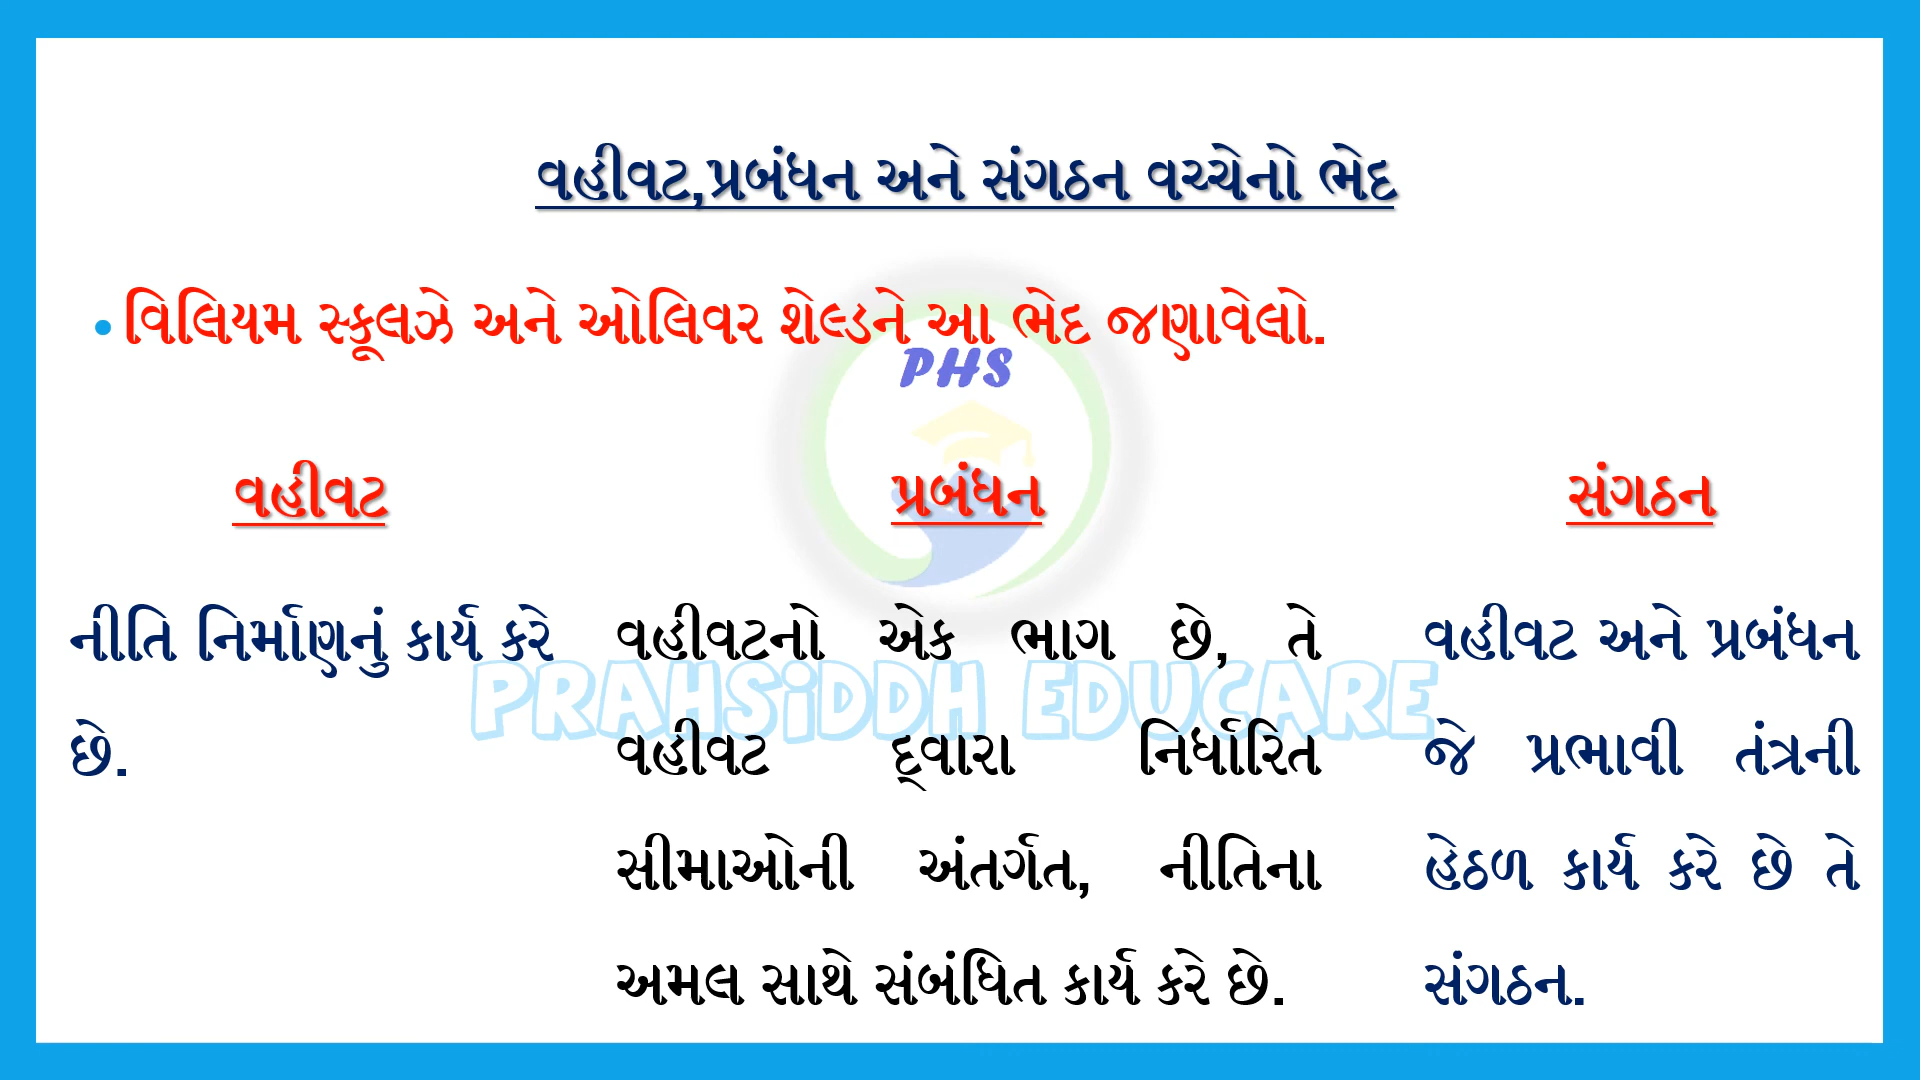 વહીવટ,પ્રબંધન અને સંગઠન વચ્ચેનો ભેદ
• વિલિયમ સ્કૂલઝે અને ઓલિવર શેલ્ડને આ ભેદ જણાવેલો.
PHS
વહીવટ
નીતિ નિર્માણનું કાર્ય કરે
છે.
પ્રબંધન
વહીવટનો એક ભાગ છે, તે
વહીવટ દ્વારા નિર્ધારિત
સીમાઓની અંતર્ગત, નીતિના
અમલ સાથે સંબંધિત કાર્ય કરે છે.
સંગઠન
વહીવટ અને પ્રબંધન
જે પ્રભાવી તંત્રની
હેઠળ કાર્ય કરે છે તે
સંગઠન.
PRAHSiDDH EDUCARE